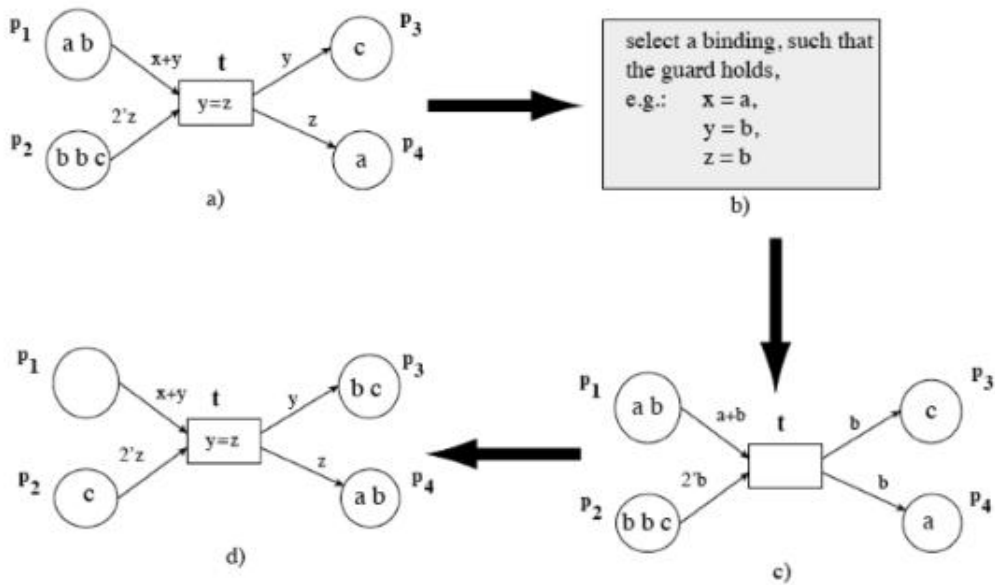 p1
a b
x+y
t
y=z
y
c
p3
2'z
z
p2
b b c
a
p4
a)
select a binding, such that
the guard holds,
e.g.: x = a,
y = b,
z = b
b)
p1
x+y
t
y=z
y
b c
p3
2'z
z
p2
c
a b
p4
d)
p1
a b
a+b
t
b
c
p3
2'b
b
p2
b b c
a
p4
c)